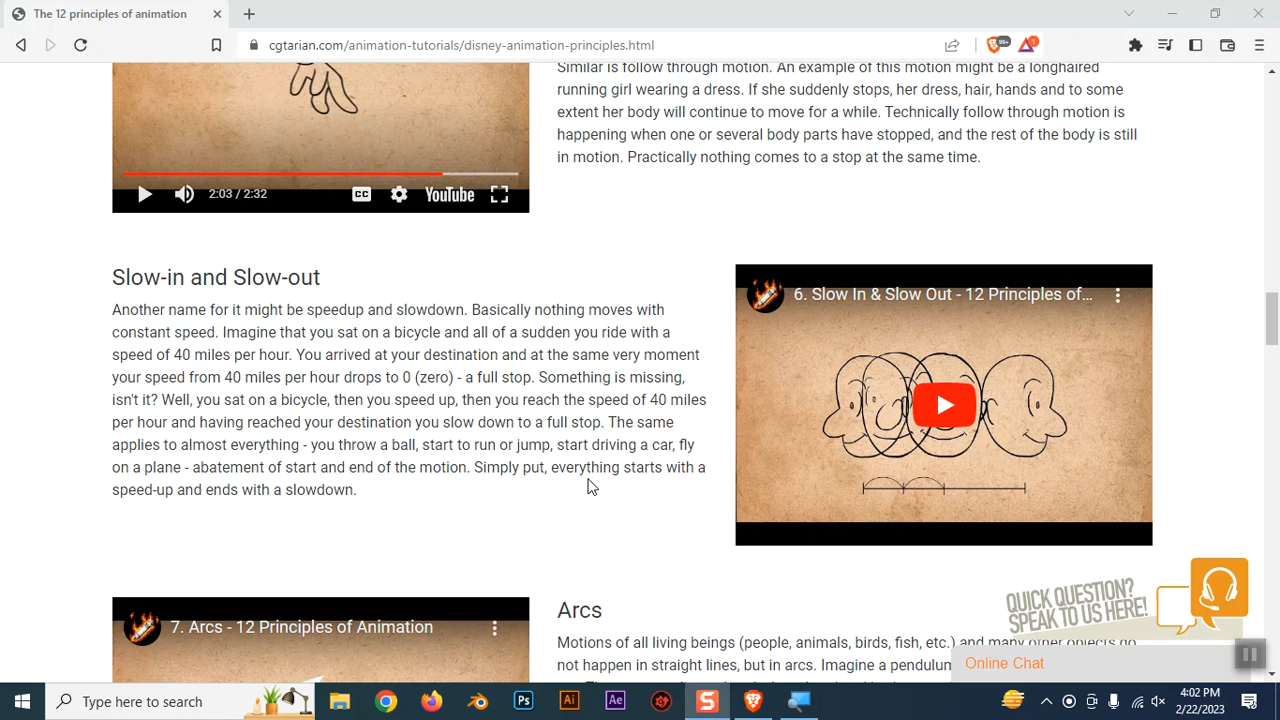 The 12 principles of animation
cgtarian.com/animation-tutorials/disney-animation-principles.html
99+
1
Similar is follow through motion. An example of this motion might be a longhaired
running girl wearing a dress. If she suddenly stops, her dress, hair, hands and to some
extent her body will continue to move for a while. Technically follow through motion is
happening when one or several body parts have stopped, and the rest of the body is still
in motion. Practically nothing comes to a stop at the same time.
2:03 / 2:32
CC
YouTube
Slow-in and Slow-out
Another name for it might be speedup and slowdown. Basically nothing moves with
constant speed. Imagine that you sat on a bicycle and all of a sudden you ride with a
speed of 40 miles per hour. You arrived at your destination and at the same very moment
your speed from 40 miles per hour drops to 0 (zero) - a full stop. Something is missing,
isn't it? Well, you sat on a bicycle, then you speed up, then you reach the speed of 40 miles
per hour and having reached your destination you slow down to a full stop. The same
applies to almost everything - you throw a ball, start to run or jump, start driving a car, fly
on a plane - abatement of start and end of the motion. Simply put, everything starts with a
speed-up and ends with a slowdown.
6. Slow In & Slow Out - 12 Principles of...
7. Arcs - 12 Principles of Animation
Arcs
Motions of all living beings (people, animals, birds, fish, etc.) and many other objects do
not happen in straight lines, but in arcs. Imagine a pendulum
QUICK QUESTION?
SPEAK TO US HERE!
Online Chat
Type here to search
Ps
Ai
Ae
S
4:02 PM
2/22/2023